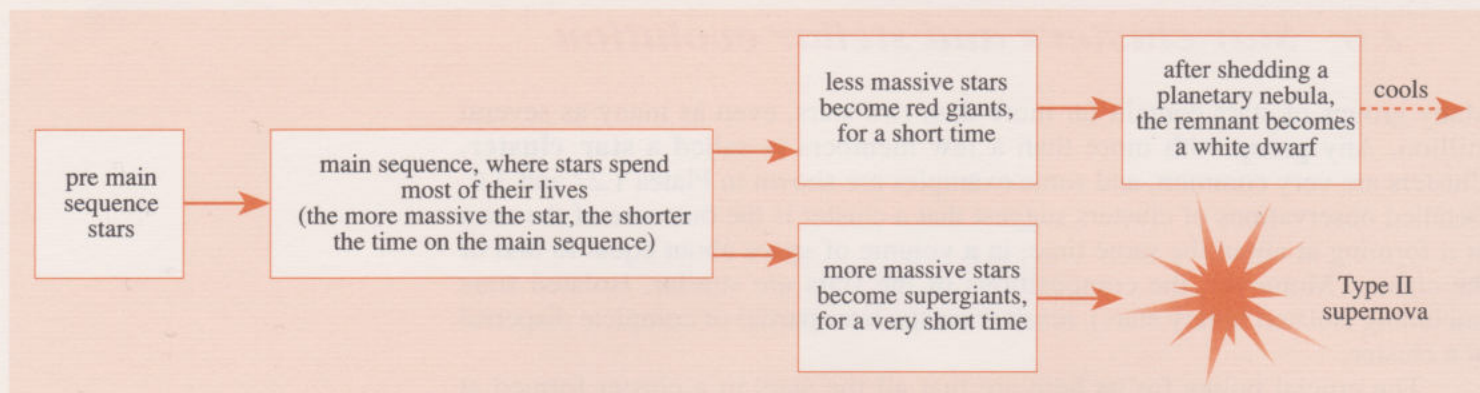 pre main
sequence
stars
main sequence, where stars spend
most of their lives
(the more massive the star, the shorter
the time on the main sequence)
less massive stars
become red giants,
for a short time
after shedding a
planetary nebula,
the remnant becomes
a white dwarf
cools
more massive stars
become supergiants,
for a very short time
Type II
supernova